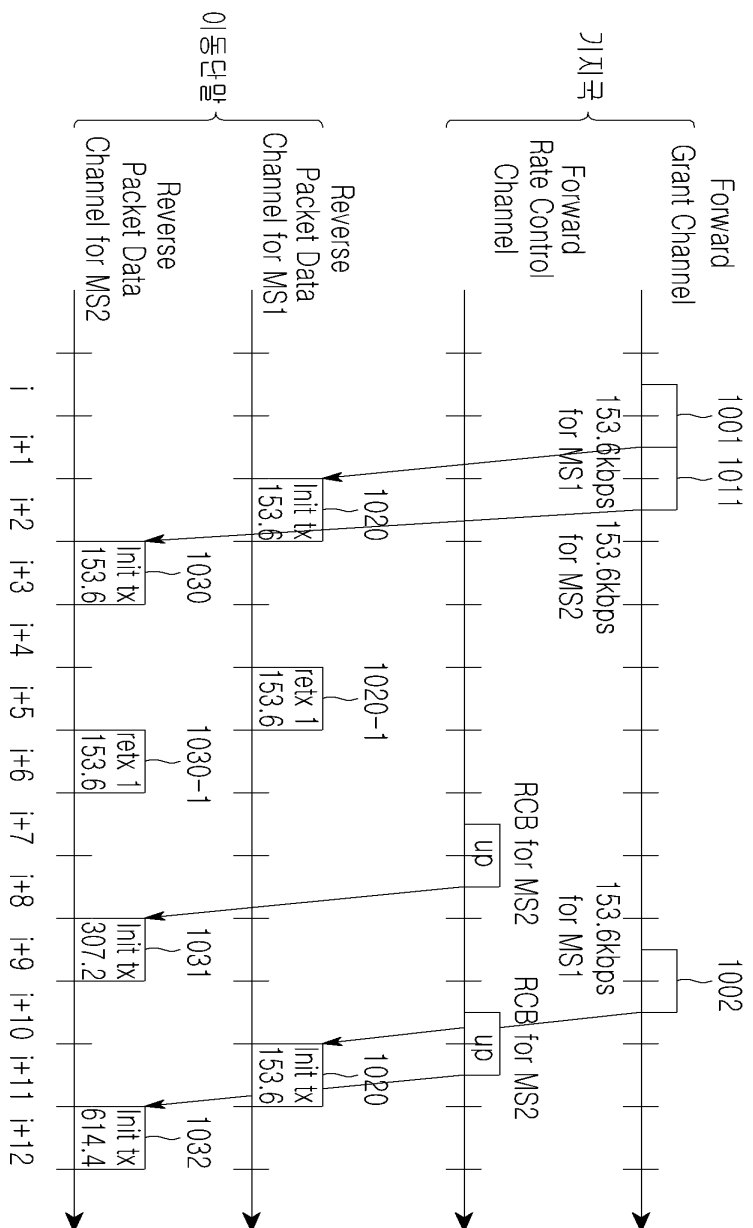 기지국
Forward
Grant Channel
1001
1011
153.6kbps
for MS1
153.6kbps
for MS2
153.6kbps
for MS1
1002
Forward
Rate Control
Channel
RCB for MS2
up
RCB for MS2
up
이동단말
Reverse
Packet Data
Channel for MS1
Init tx
153.6
1020
retx 1
153.6
1020-1
Init tx
153.6
1020
Reverse
Packet Data
Channel for MS2
Init tx
153.6
1030
retx 1
153.6
1030-1
Init tx
307.2
1031
Init tx
614.4
1032
i
i+1
i+2
i+3
i+4
i+5
i+6
i+7
i+8
i+9
i+10
i+11
i+12